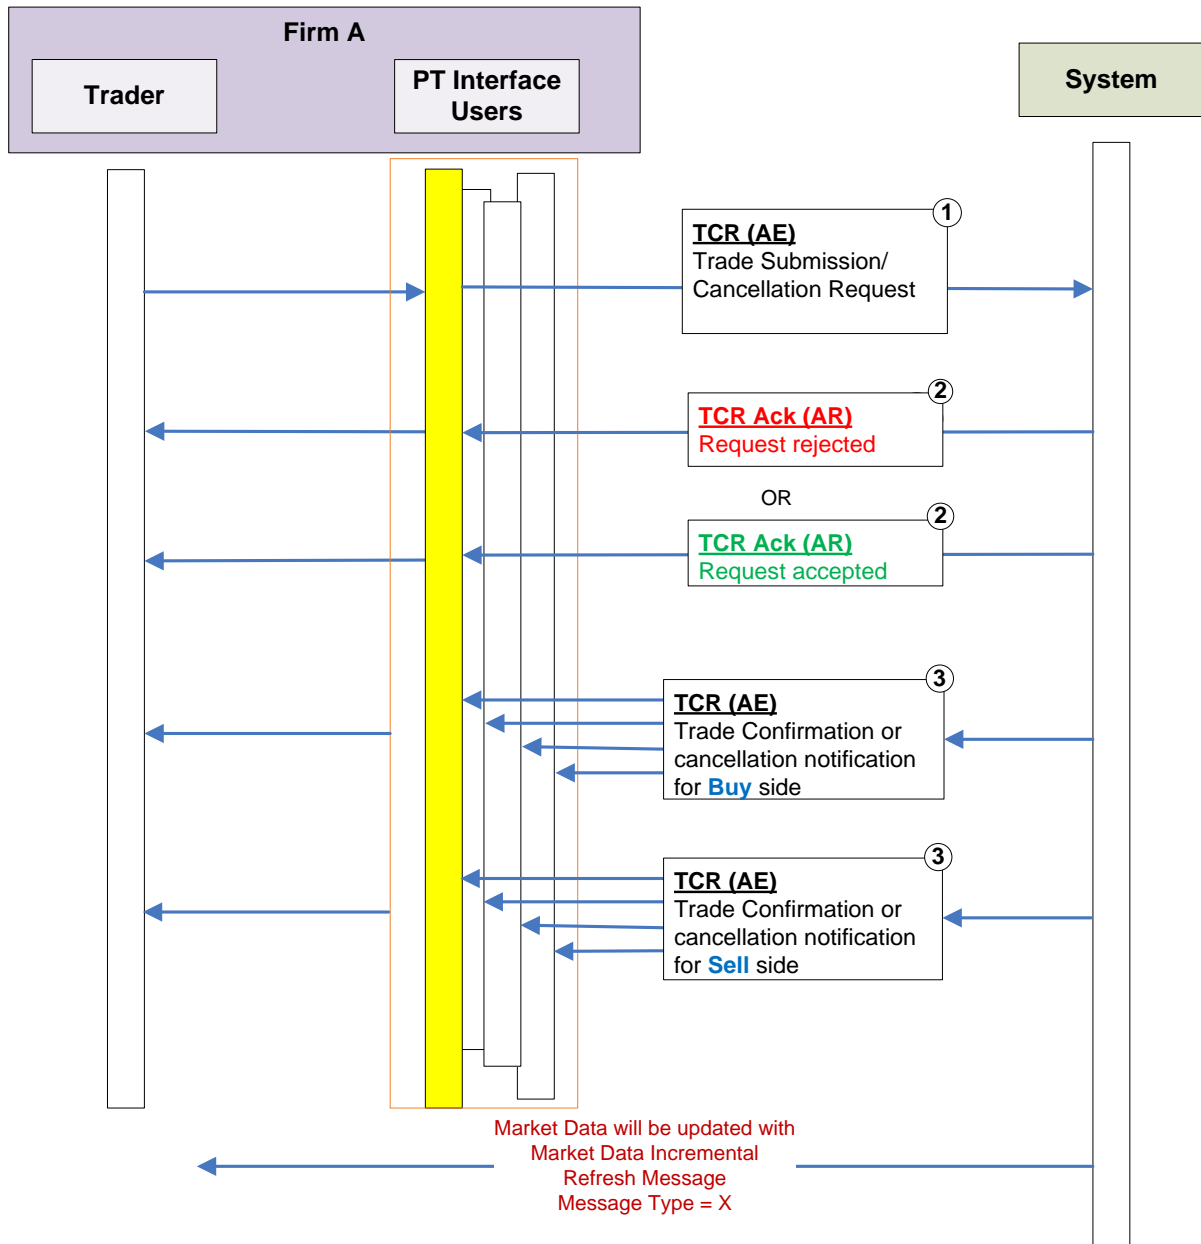 Firm A
Trader
PT Interface
Users
System
1
TCR (AE)
Trade Submission/
Cancellation Request
2
TCR Ack (AR)
Request rejected
OR
2
TCR Ack (AR)
Request accepted
3
TCR (AE)
Trade Confirmation or
cancellation notification
for Buy side
3
TCR (AE)
Trade Confirmation or
cancellation notification
for Sell side
Market Data will be updated with
Market Data Incremental
Refresh Message
Message Type = X